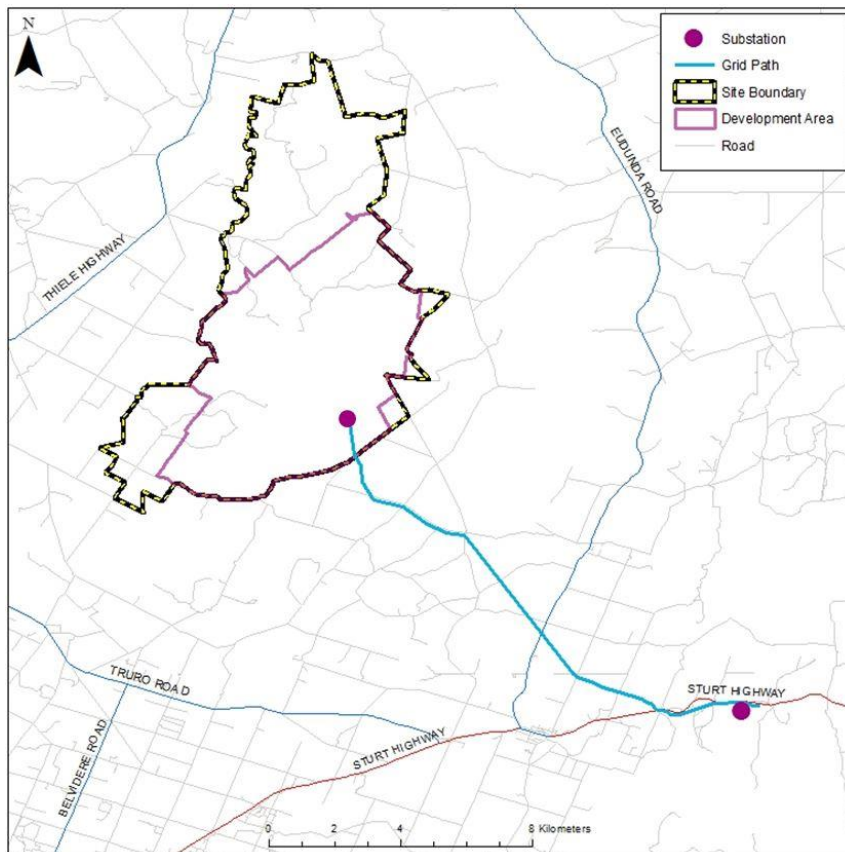 N
Substation
Grid Path
Site Boundary
Development Area
Road
EUDUNDA ROAD
THIELE HIGHWAY
TRURO ROAD
BELVIDERE ROAD
STURT HIGHWAY
STURT HIGHWAY
0 2 4 8 Kilometers